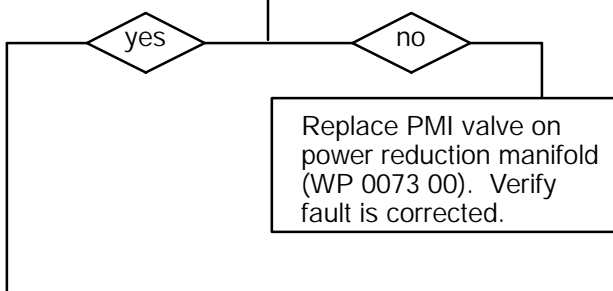 yes
no
Replace PMI valve on
power reduction manifold
(WP 0073 00).  Verify
fault is corrected.